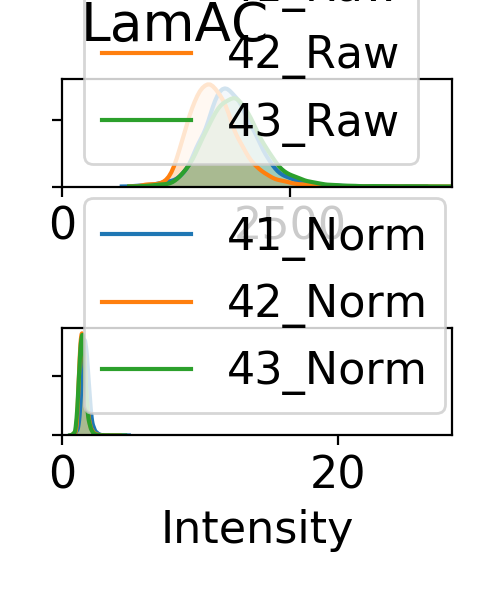 LamAC
42_Raw
43_Raw
0
2500
41_Norm
42_Norm
43_Norm
0
20
Intensity